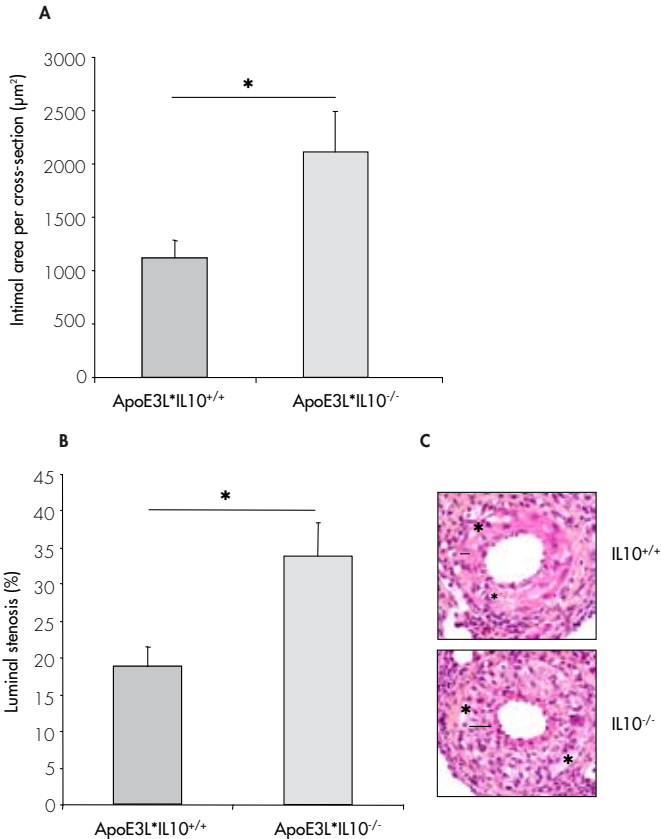 A
Intimal area per cross-section (µm²)
3000
2500
2000
1500
1000
500
0
*
ApoE3L*IL10+/+
ApoE3L*IL10-/-
B
Luminal stenosis (%)
45
40
35
30
25
20
15
10
5
0
*
ApoE3L*IL10+/+
ApoE3L*IL10-/-
C
*
*
IL10+/+
*
*
IL10-/-